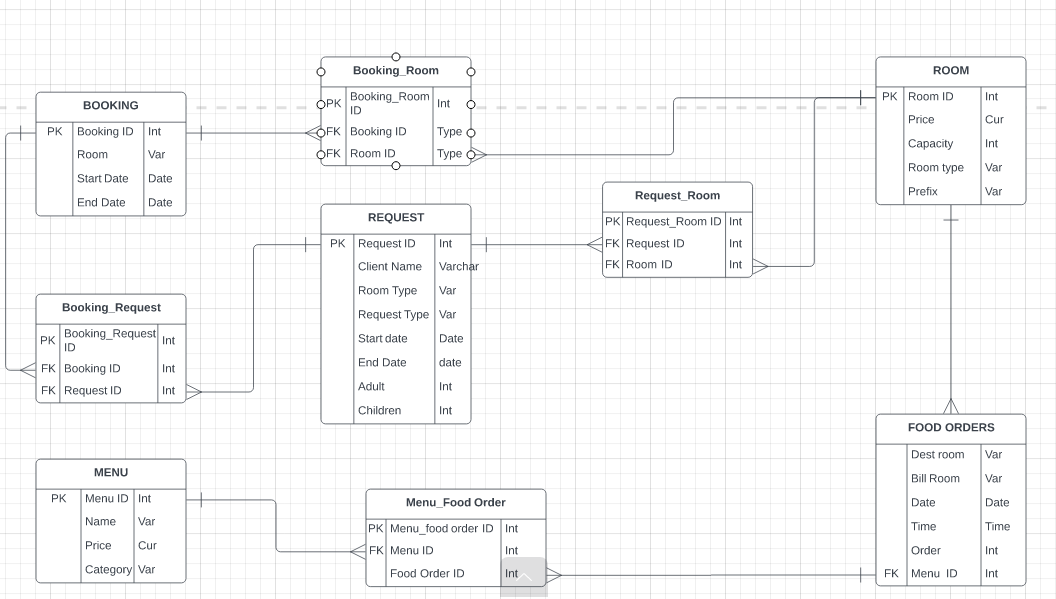 BOOKING
PK Booking ID Int
Room Var
Start Date Date
End Date Date
Booking_Room
PK Booking_Room Int
ID
FK Booking ID Type
FK Room ID Type
ROOM
PK Room ID Int
Price Cur
Capacity Int
Room type Var
Prefix Var
REQUEST
PK Request ID Int
Client Name Varchar
Room Type Var
Request Type Var
Start date Date
End Date date
Adult Int
Children Int
Request_Room
PK Request_Room ID Int
FK Request ID Int
FK Room ID Int
Booking_Request
PK Booking_Request Int
ID
FK Booking ID Int
FK Request ID Int
MENU
PK Menu ID Int
Name Var
Price Cur
Category Var
Menu_Food Order
PK Menu_food order ID Int
FK Menu ID Int
Food Order ID Int
FOOD ORDERS
Dest room Var
Bill Room Var
Date Date
Time Time
Order Int
FK Menu ID Int